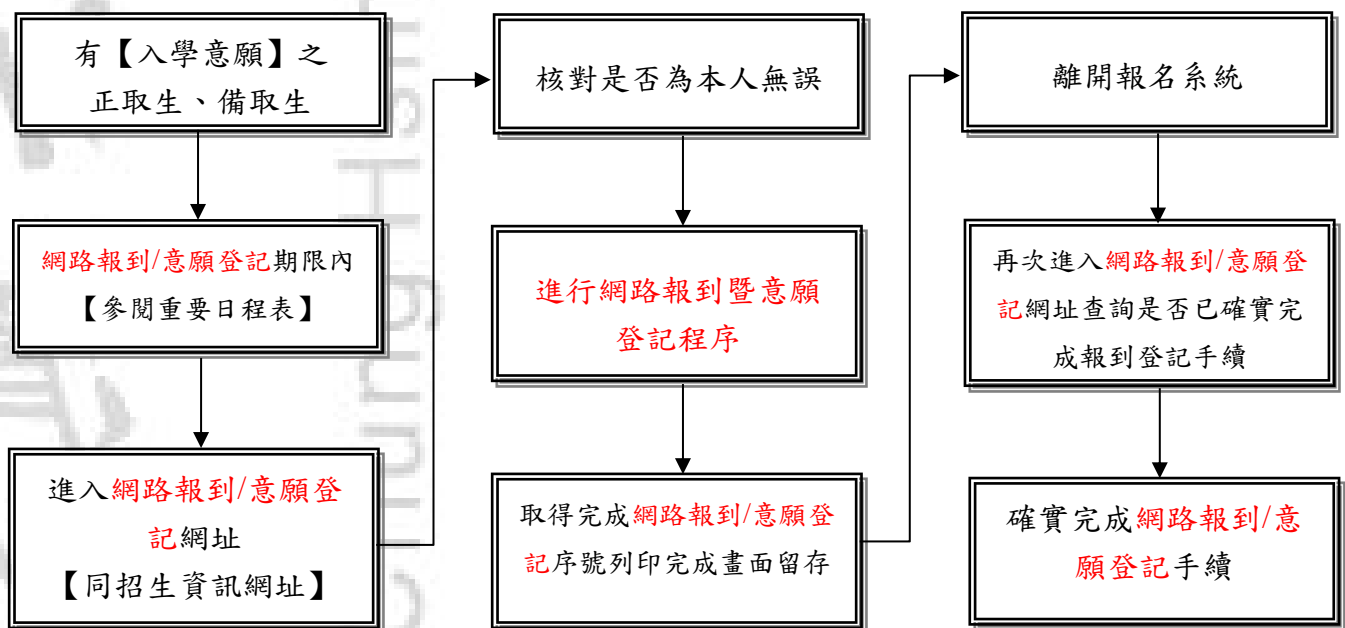 有【入學意願】之
正取生、備取生
網路報到/意願登記期限內
【參閱重要日程表】
進入網路報到/意願登
記網址
【同招生資訊網址】
核對是否為本人無誤
進行網路報到暨意願
登記程序
取得完成網路報到/意願登
記序號列印完成畫面留存
離開報名系統
再次進入網路報到/意願登
記網址查詢是否已確實完
成報到登記手續
確實完成網路報到/意
願登記手續